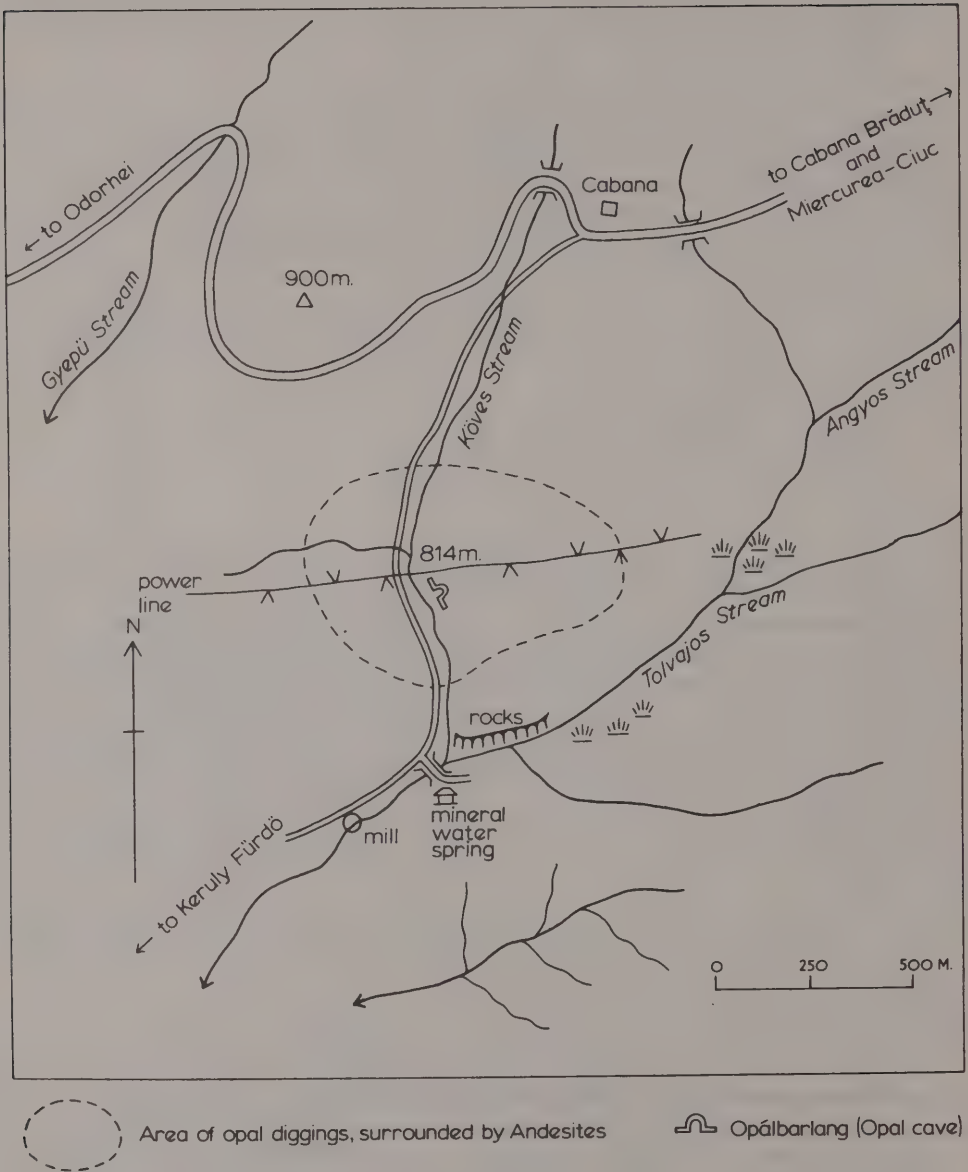 ← to Odorhei
Gyepü Stream
900m.
Cabana
to Cabana Brăduț →
and
Miercurea-Ciuc
Köves Stream
Angyos Stream
814m.
power
line
N
Tolvajos Stream
rocks
mineral
water
spring
mill
← to Keruly Fürdö
0 250 500 M.
Area of opal diggings, surrounded by Andesites
Opálbarlang (Opal cave)